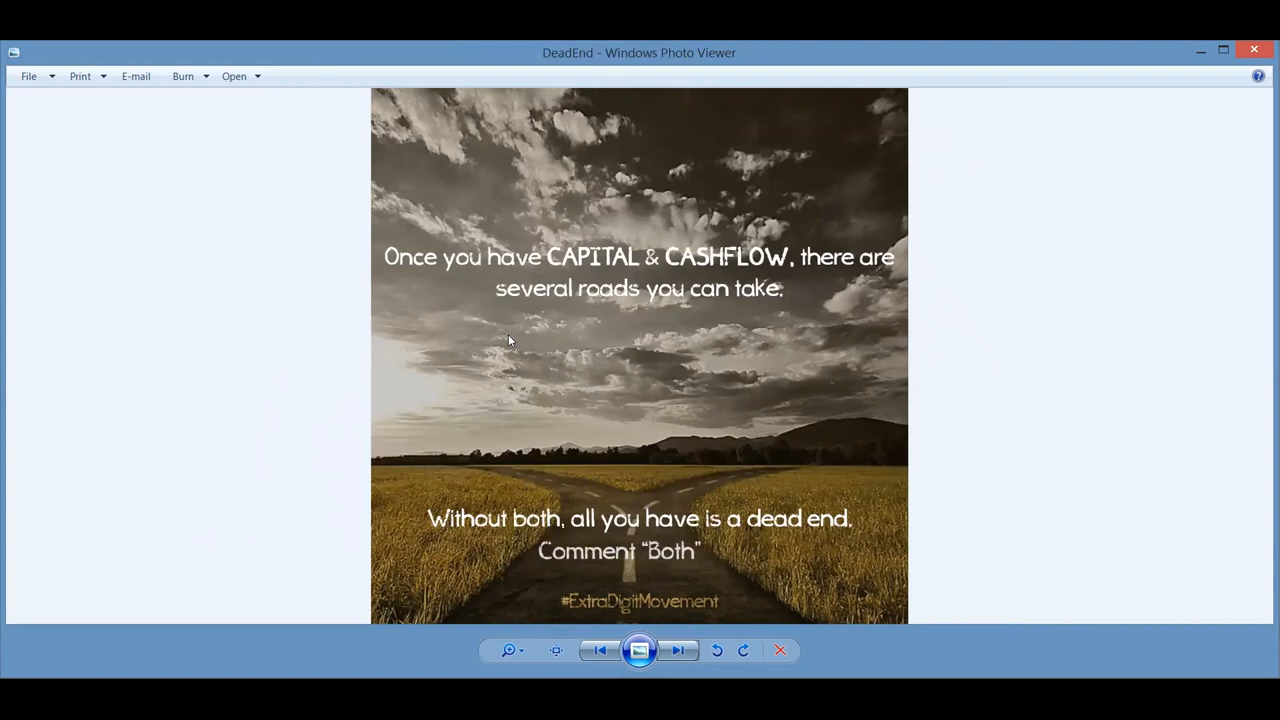 DeadEnd - Windows Photo Viewer
File Print E-mail Burn Open
Once you have CAPITAL & CASHFLOW, there are
several roads you can take.
Without both, all you have is a dead end.
Comment “Both”
#ExtraDigitMovement